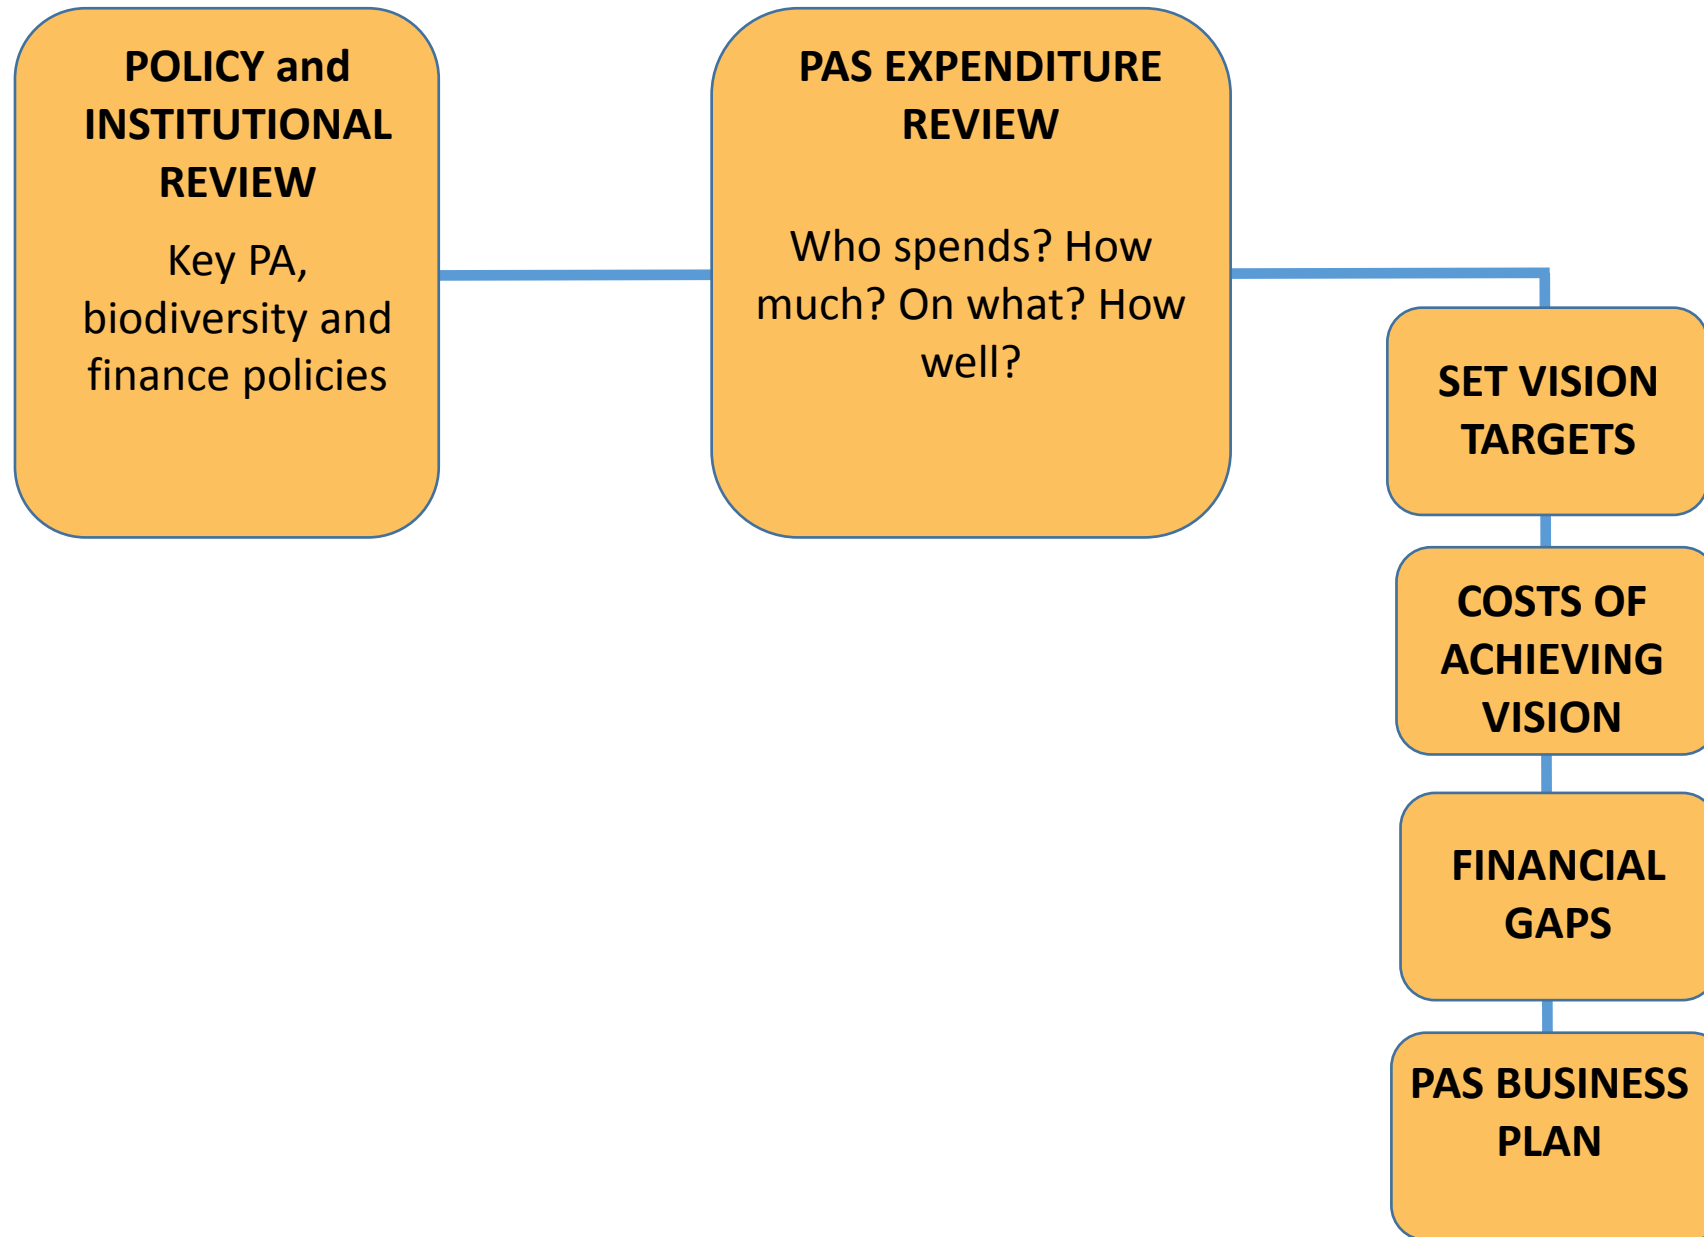 POLICY and
INSTITUTIONAL
REVIEW
Key PA,
biodiversity and
finance policies
PAS EXPENDITURE
REVIEW
Who spends? How
much? On what? How
well?
SET VISION
TARGETS
COSTS OF
ACHIEVING
VISION
FINANCIAL
GAPS
PAS BUSINESS
PLAN